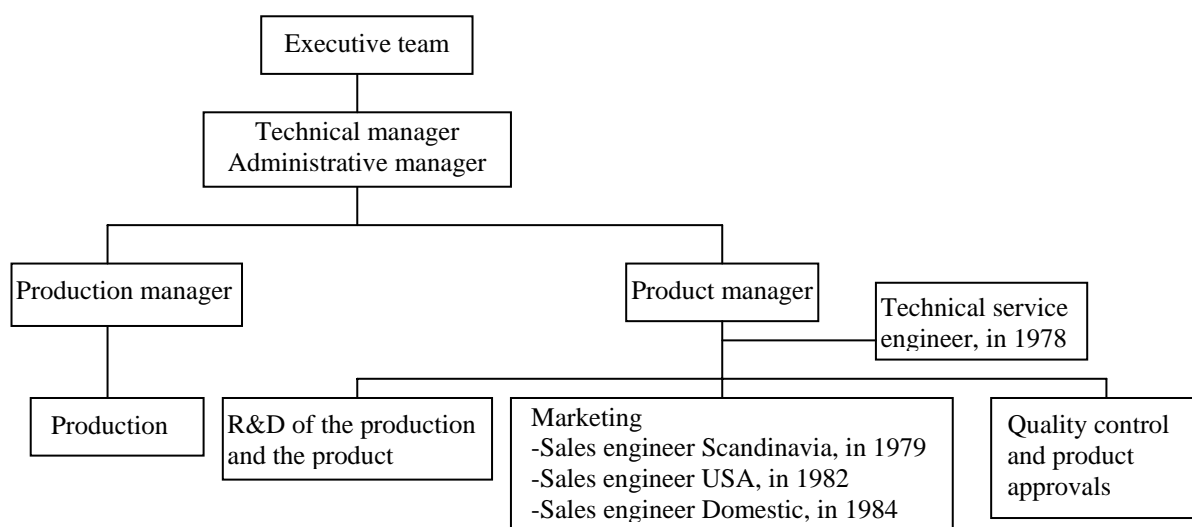 Executive team
Technical manager
Administrative manager
Production manager
Product manager
Technical service
engineer, in 1978
Production
R&D of the production
and the product
Marketing
-Sales engineer Scandinavia, in 1979
-Sales engineer USA, in 1982
-Sales engineer Domestic, in 1984
Quality control
and product
approvals